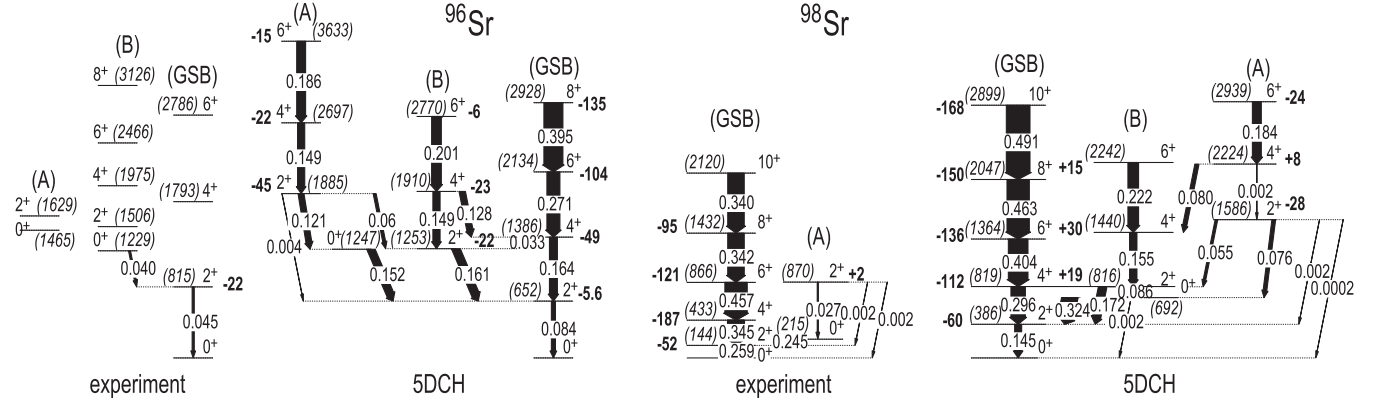 96Sr
98Sr
(A)
2+ (1629)
0+
(1465)
(B)
8+ (3126)
6+ (2466)
4+ (1975)
2+ (1506)
0+ (1229)
0.040
(GSB)
(2786) 6+
(1793) 4+
(815) 2+ -22
0.045
0+
experiment
(A)
-15 6+ (3633)
0.186
-22 4+ (2697)
0.149
-45 2+ (1885)
0.121
0.06
0.004
0+(1247)
0.152
(B)
(2770) 6+ -6
0.201
(1910) 4+ -23
0.149
0.128
(1253) 2+ -22
0.161
(GSB)
(2928) 8+ -135
0.395
(2134) 6+ -104
0.271
(1386) 4+ -49
0.033
0.164
(652) 2+ -5.6
0.084
0+
5DCH
(GSB)
(2120) 10+
0.340
-95 (1432) 8+
0.342
-121 (866) 6+
0.457
-187 (433) 4+
0.345
-52 (144) 2+
0.259 0+
(A)
(870) 2+ +2
0.027
0.002
0.002
(215) 0+
0.245
experiment
(GSB)
(2899) 10+
-168
0.491
-150 (2047) 8+
0.463
-136 (1364) 6+
0.404
-112 (819) 4+
0.296
-60 (386) 2+
0.145 0+
(B)
(2242) 6+
+15
0.222
+30 (1440) 4+
0.155
+19 (816) 2+
0.086
0.324
0.172
0.002
0+
(692)
(A)
(2939) 6+ -24
0.184
(2224) 4+ +8
0.080
0.002
(1586) 2+ -28
0.055
0.076
0.002
0.0002
5DCH